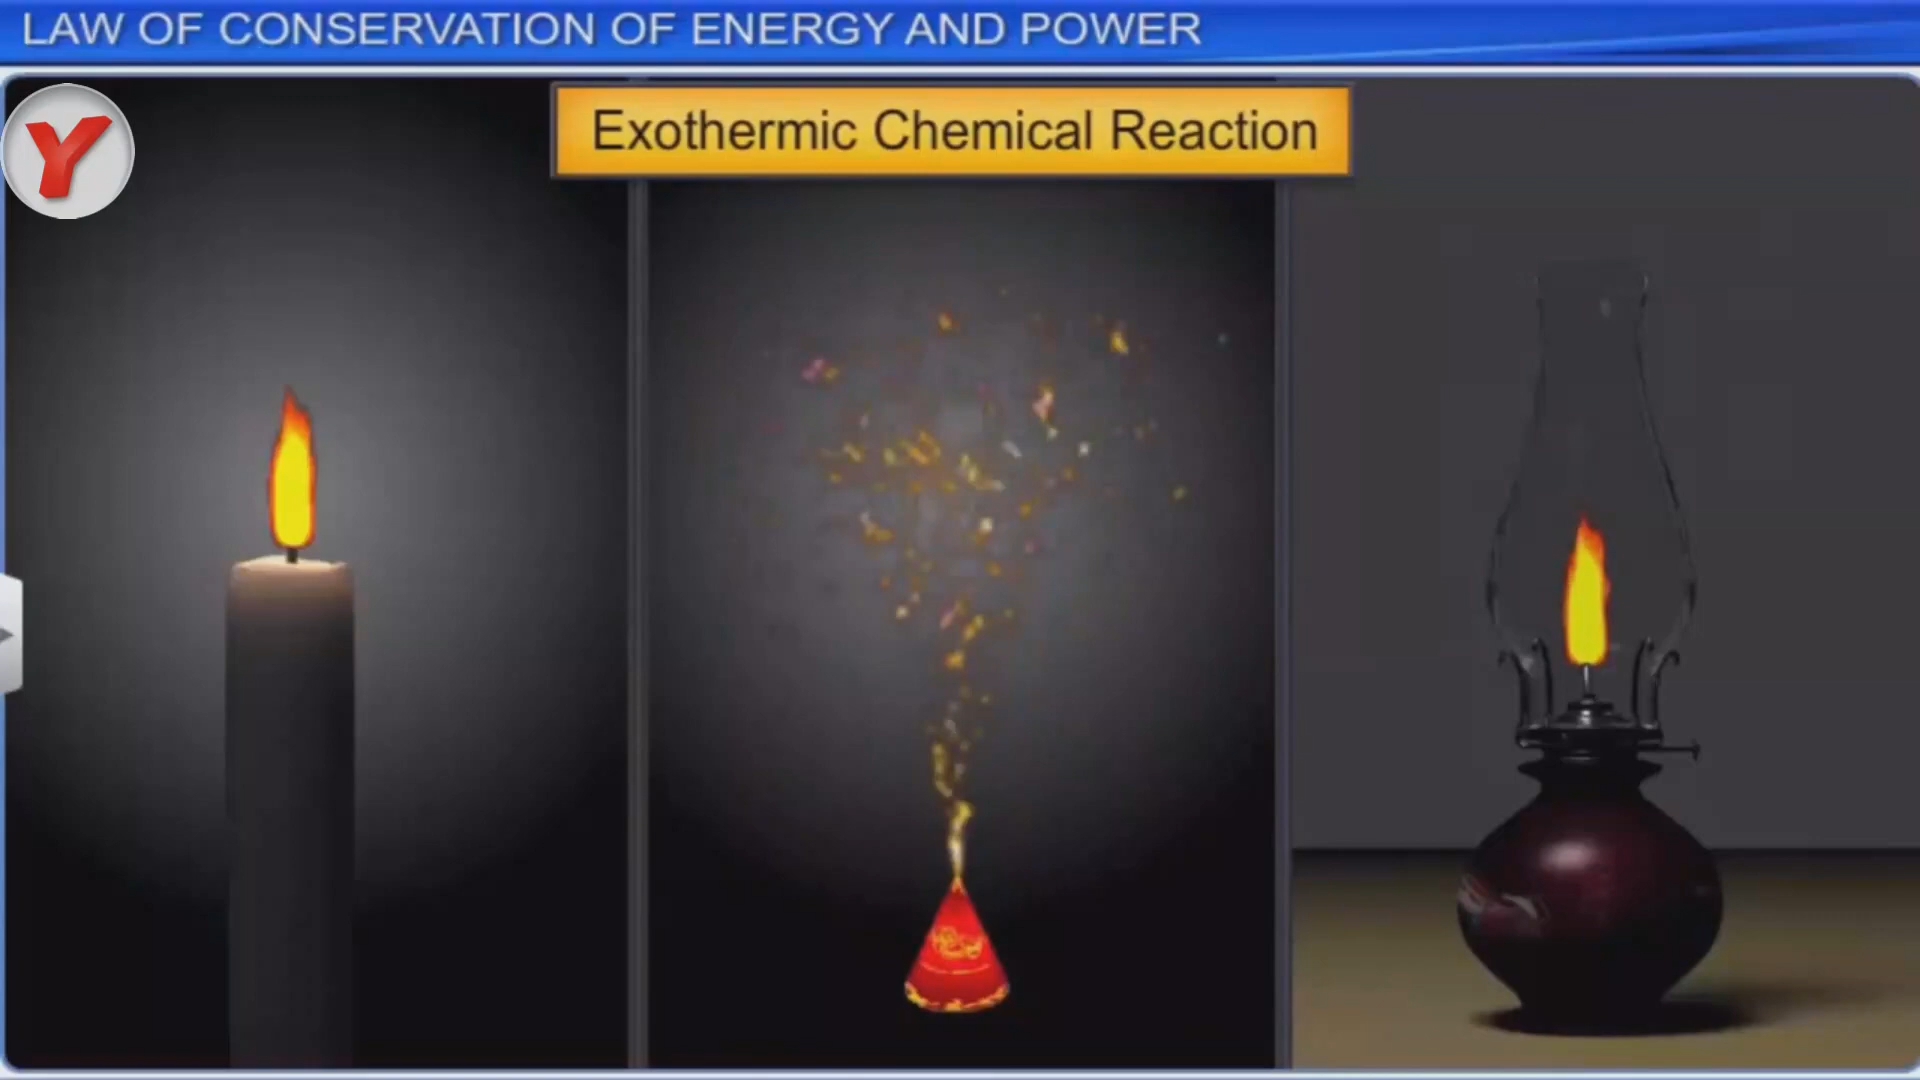 LAW OF CONSERVATION OF ENERGY AND POWER
Y
Exothermic Chemical Reaction